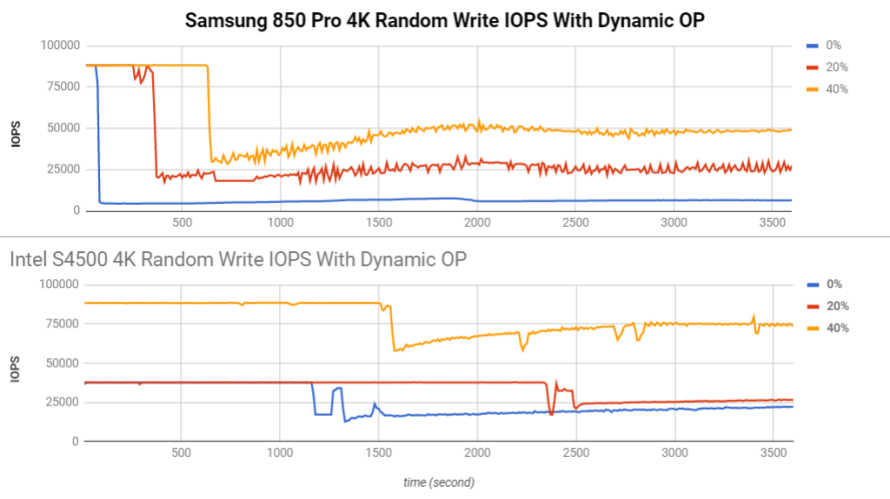 Samsung 850 Pro 4K Random Write IOPS With Dynamic OP
100000
75000
50000
25000
0
IOPS
500 1000 1500 2000 2500 3000 3500
0%
20%
40%
Intel S4500 4K Random Write IOPS With Dynamic OP
100000
75000
50000
25000
0
IOPS
500 1000 1500 2000 2500 3000 3500
time (second)
0%
20%
40%